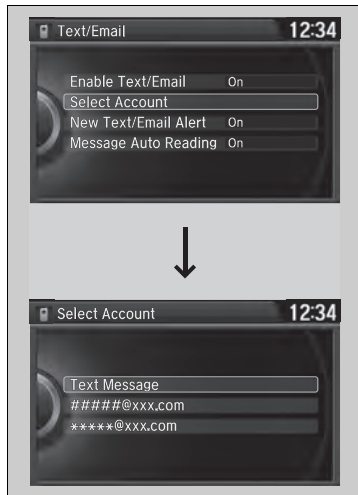 Text/Email 12:34
Enable Text/Email On
Select Account
New Text/Email Alert On
Message Auto Reading On
Select Account 12:34
Text Message
#####@xxx.com
*****@xxx.com